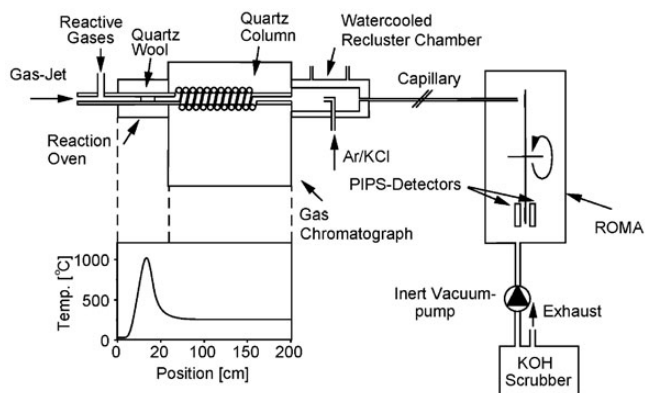 Reactive
Gases
Quartz
Wool
Quartz
Column
Watercooled
Recluster Chamber
Gas-Jet
Capillary
Reaction
Oven
Ar/KCl
Gas
Chromatograph
PIPS-Detectors
ROMA
Inert Vacuum-
pump
Exhaust
KOH
Scrubber
Temp. [°C]
1000
500
0
0 20 100 150 200
Position [cm]